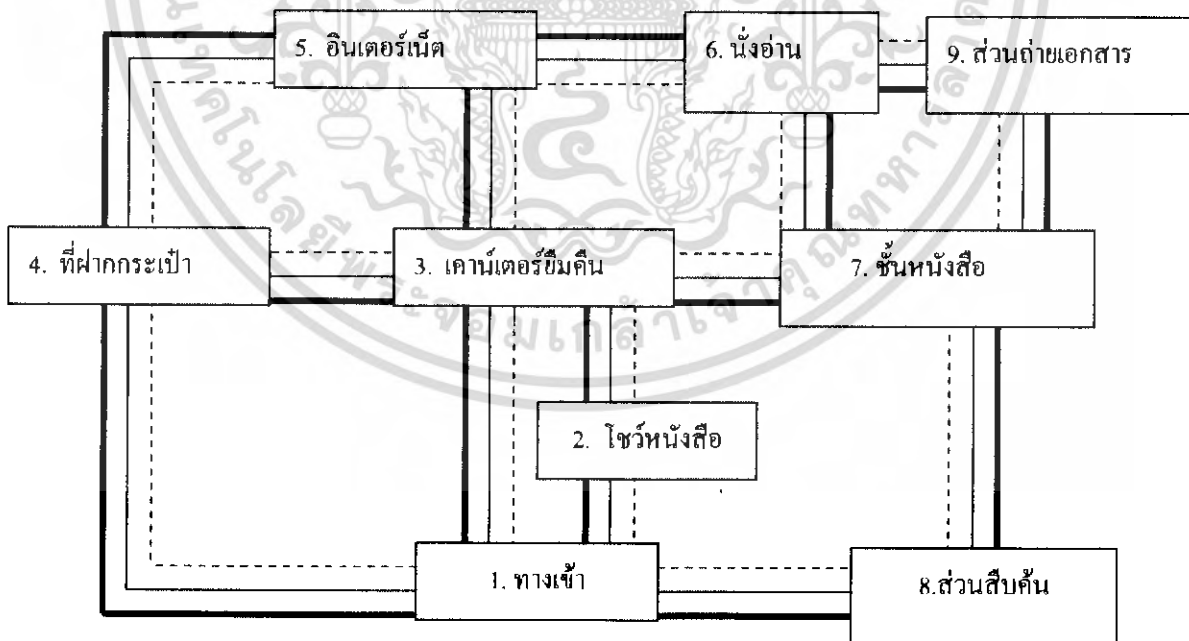 5. อินเตอร์เน็ต
6. นั่งอ่าน
9. ส่วนถ่ายเอกสาร
4. ที่ฝากกระเป๋า
3. เคาน์เตอร์ยืมคืน
7. ชั้นหนังสือ
2. โชว์หนังสือ
1. ทางเข้า
8.ส่วนสืบค้น